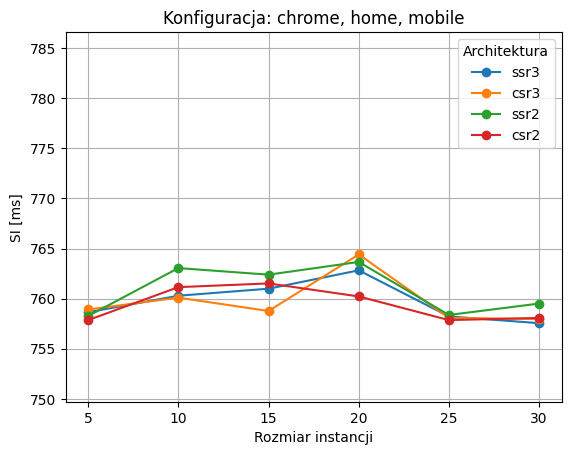 Konfiguracja: chrome, home, mobile
SI [ms]
785
780
775
770
765
760
755
750
Architektura
ssr3
csr3
ssr2
csr2
5 10 15 20 25 30
Rozmiar instancji